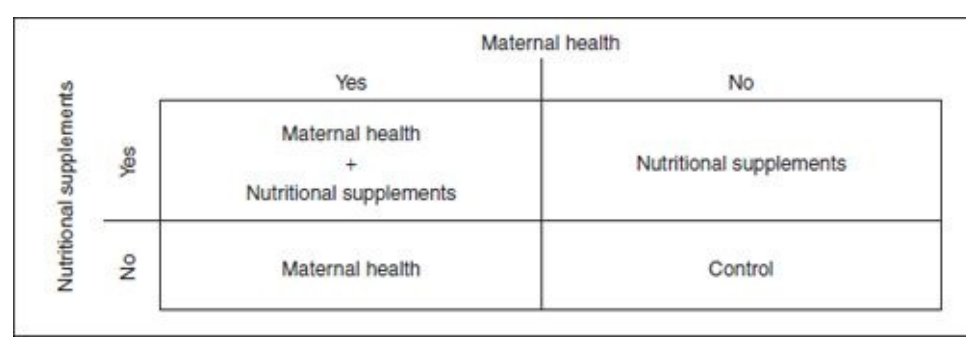 Maternal health
Yes
No
Nutritional supplements
Yes
Maternal health
+
Nutritional supplements
Nutritional supplements
No
Maternal health
Control